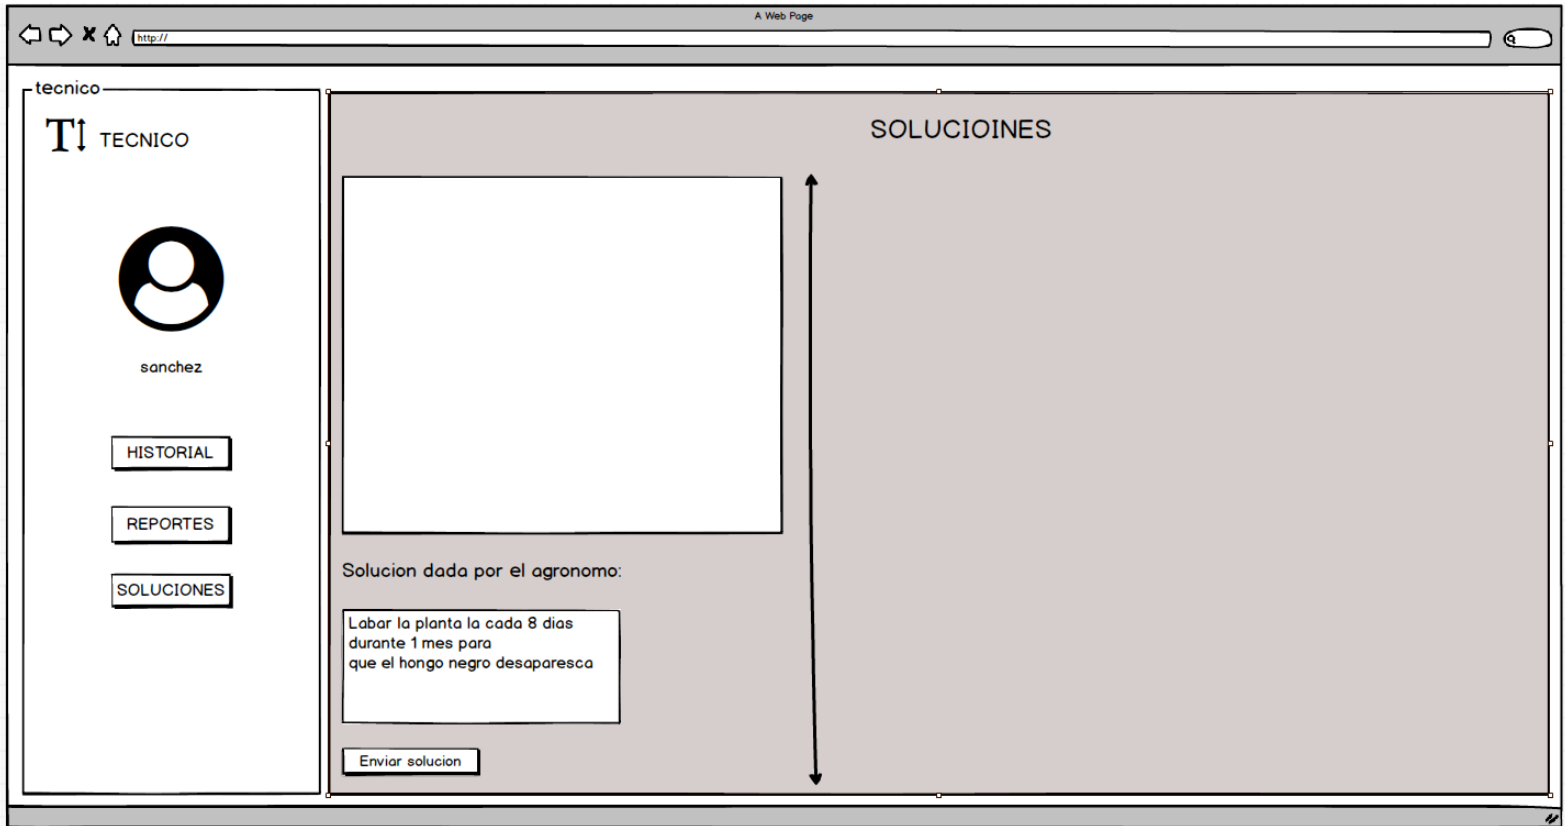 A Web Page
http://
tecnico
TECNICO
sanchez
HISTORIAL
REPORTES
SOLUCIONES
SOLUCIOINES
Solucion dada por el agronomo:
Labar la planta la cada 8 dias
durante 1 mes para
que el hongo negro desaparesca
Enviar solucion